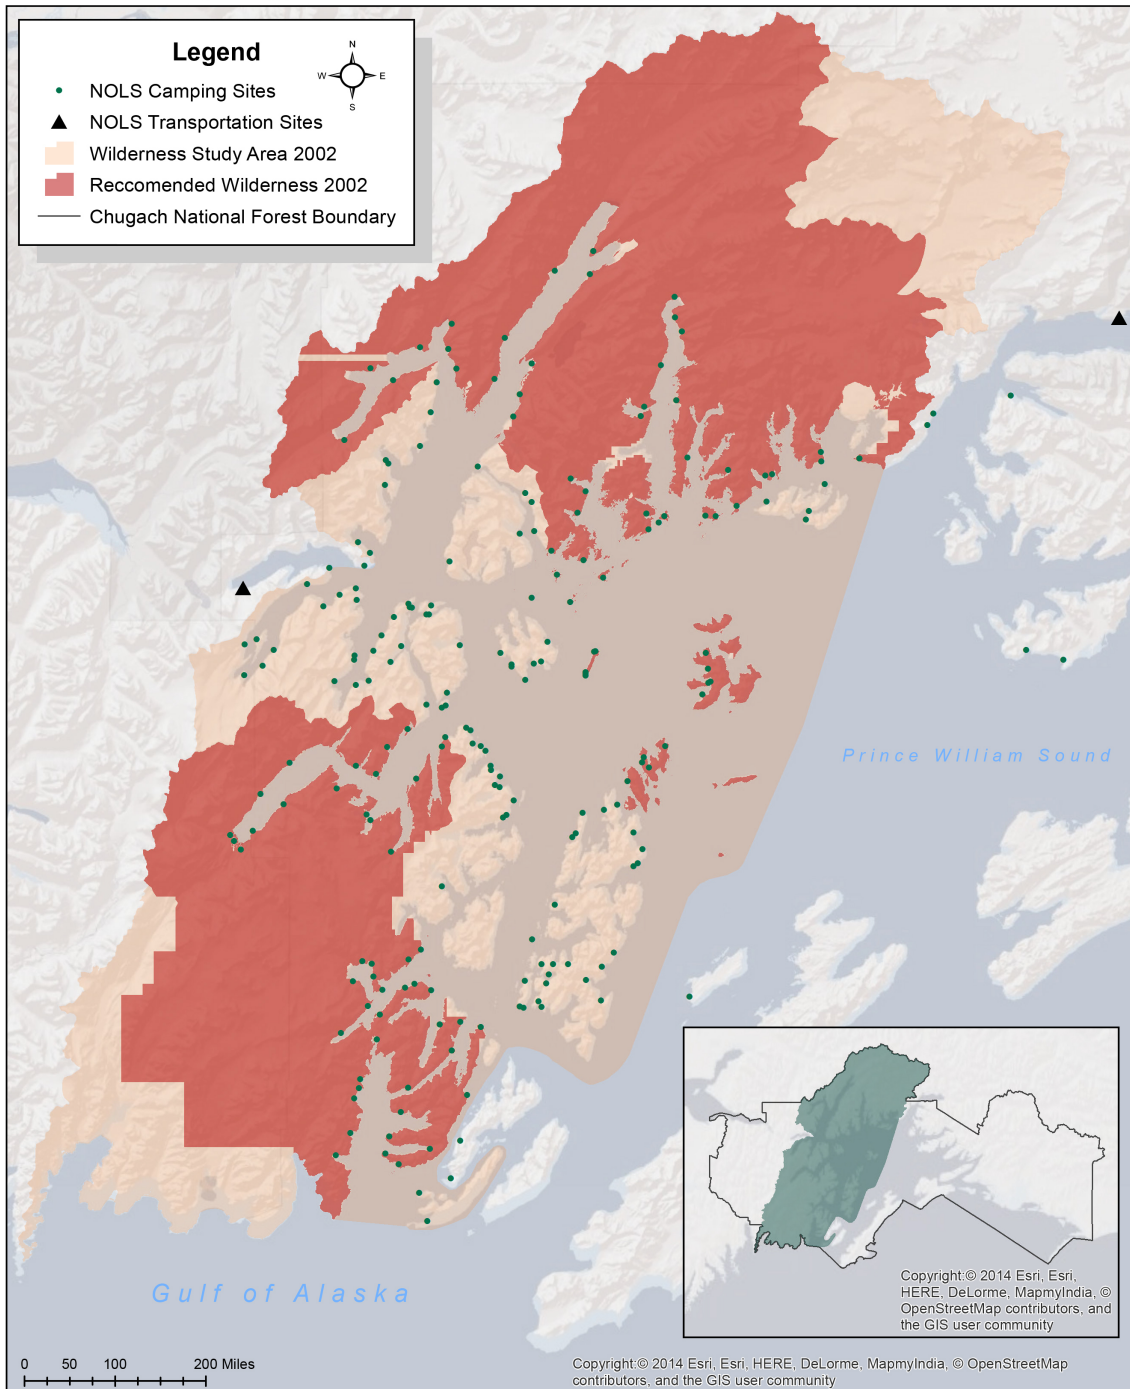 Legend
N
W E
S
NOLS Camping Sites
NOLS Transportation Sites
Wilderness Study Area 2002
Reccomended Wilderness 2002
Chugach National Forest Boundary
Prince William Sound
Gulf of Alaska
0 50 100 200 Miles
Copyright:© 2014 Esri, Esri,
HERE, DeLorme, MapmyIndia, ©
OpenStreetMap contributors, and
the GIS user community
Copyright:© 2014 Esri, Esri, HERE, DeLorme, MapmyIndia, © OpenStreetMap
contributors, and the GIS user community